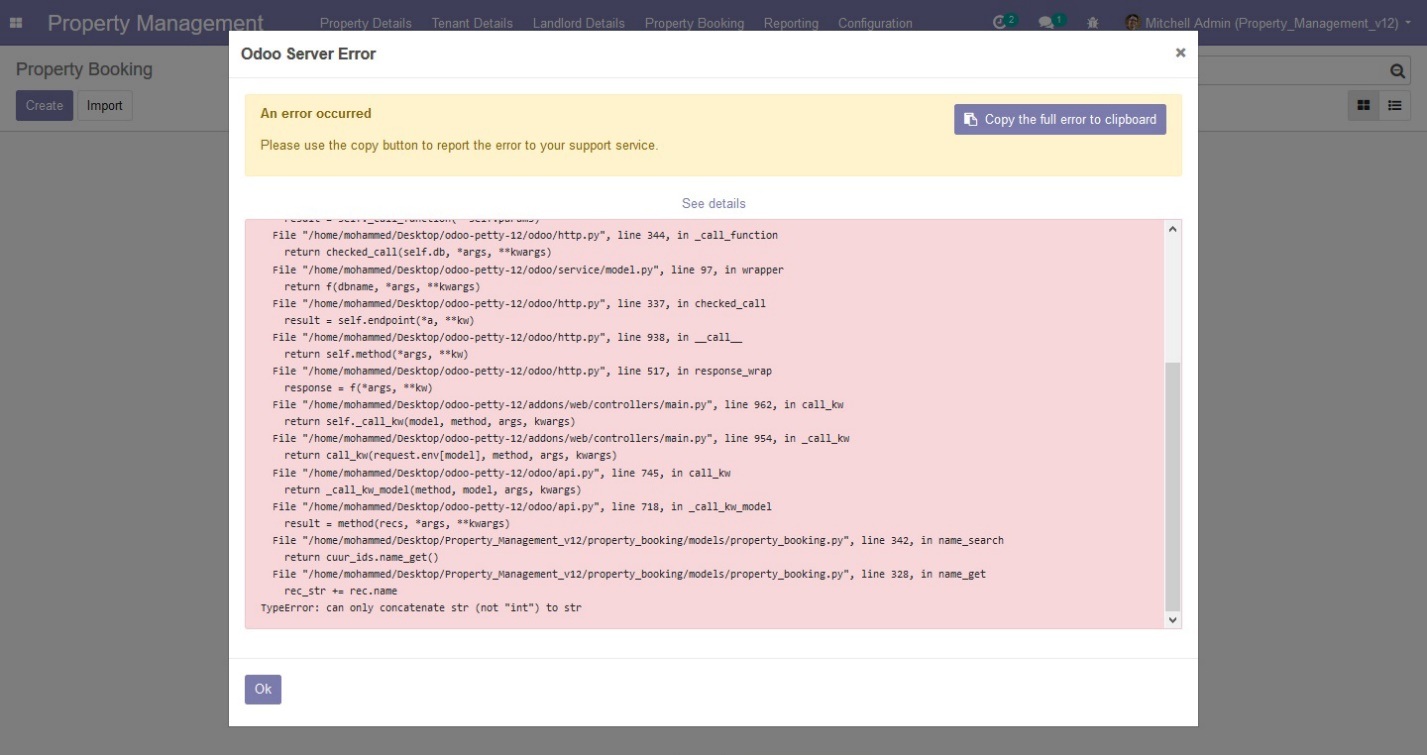 Property Management
Property Details Tenant Details Landlord Details Property Booking Reporting Configuration
2 1 Mitchell Admin (Property_Management_v12)
Property Booking
Create Import
Odoo Server Error
×
An error occurred
Copy the full error to clipboard
Please use the copy button to report the error to your support service.
See details
result = self._call_function(**self.params)
File "/home/mohammed/Desktop/odoo-petty-12/odoo/http.py", line 344, in _call_function
return checked_call(self.db, *args, **kwargs)
File "/home/mohammed/Desktop/odoo-petty-12/odoo/service/model.py", line 97, in wrapper
return f(dbname, *args, **kwargs)
File "/home/mohammed/Desktop/odoo-petty-12/odoo/http.py", line 337, in checked_call
result = self.endpoint(*a, **kw)
File "/home/mohammed/Desktop/odoo-petty-12/odoo/http.py", line 938, in __call__
return self.method(*args, **kw)
File "/home/mohammed/Desktop/odoo-petty-12/odoo/http.py", line 517, in response_wrap
response = f(*args, **kw)
File "/home/mohammed/Desktop/odoo-petty-12/addons/web/controllers/main.py", line 962, in call_kw
return self._call_kw(model, method, args, kwargs)
File "/home/mohammed/Desktop/odoo-petty-12/addons/web/controllers/main.py", line 954, in _call_kw
return call_kw(request.env[model], method, args, kwargs)
File "/home/mohammed/Desktop/odoo-petty-12/odoo/api.py", line 745, in call_kw
return _call_kw_model(method, model, args, kwargs)
File "/home/mohammed/Desktop/odoo-petty-12/odoo/api.py", line 718, in _call_kw_model
result = method(recs, *args, **kwargs)
File "/home/mohammed/Desktop/Property_Management_v12/property_booking/models/property_booking.py", line 342, in name_search
return cuur_ids.name_get()
File "/home/mohammed/Desktop/Property_Management_v12/property_booking/models/property_booking.py", line 328, in name_get
rec_str += rec.name
TypeError: can only concatenate str (not "int") to str
Ok